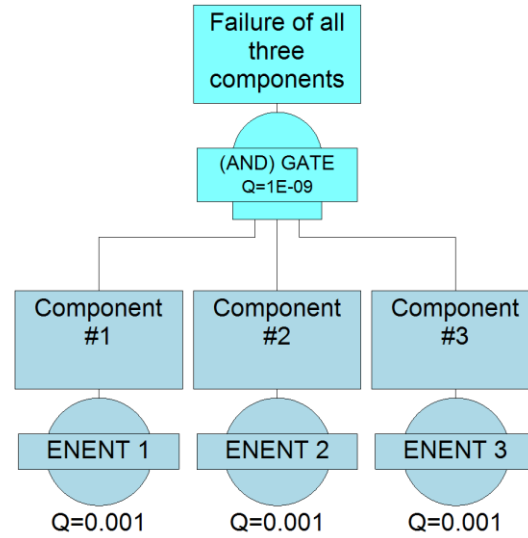 Failure of all
three
components
(AND) GATE
Q=1E-09
Component
#1
Component
#2
Component
#3
ENENT 1
ENENT 2
ENENT 3
Q=0.001
Q=0.001
Q=0.001